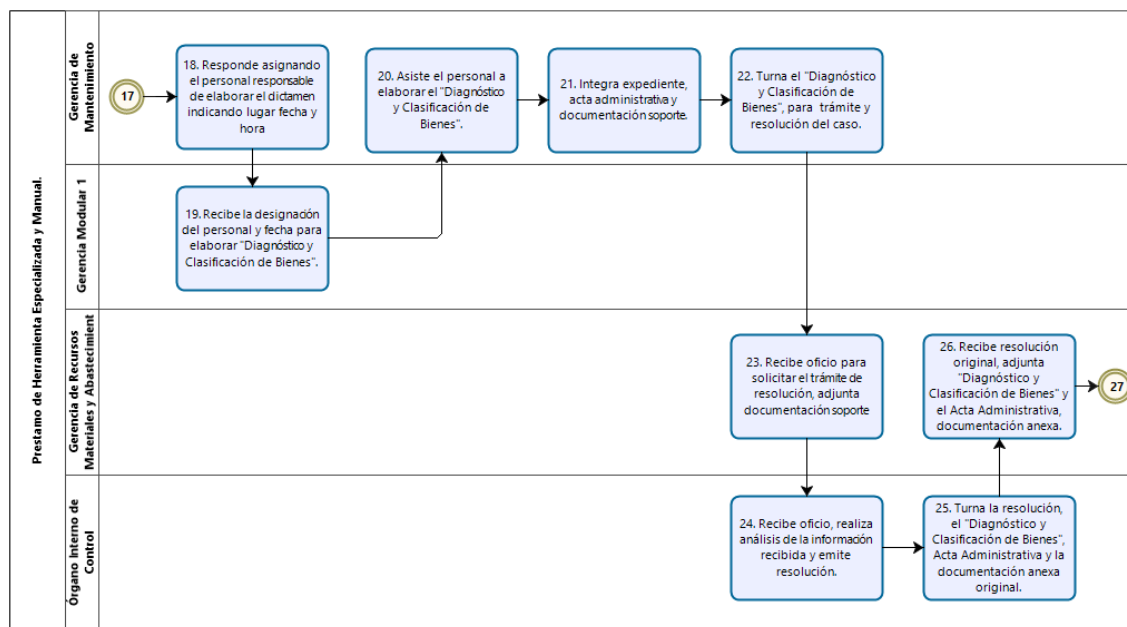 Prestamo de Herramienta Especializada y Manual.
Gerencia de
Mantenimiento
17
18. Responde asignando
el personal responsable
de elaborar el dictamen
indicando lugar fecha y
hora
20. Asiste el personal a
elaborar el "Diagnóstico
y Clasificación de
Bienes".
21. Integra expediente,
acta administrativa y
documentación soporte.
22. Turna el "Diagnóstico
y Clasificación de
Bienes", para trámite y
resolución del caso.
Gerencia Modular 1
19. Recibe la designación
del personal y fecha para
elaborar "Diagnóstico y
Clasificación de Bienes".
Gerencia de Recursos
Materiales y Abastecimient
23. Recibe oficio para
solicitar el trámite de
resolución, adjunta
documentación soporte
26. Recibe resolución
original, adjunta
"Diagnóstico y
Clasificación de Bienes" y
el Acta Administrativa,
documentación anexa.
27
Órgano Interno de
Control
24. Recibe oficio, realiza
análisis de la información
recibida y emite
resolución.
25. Turna la resolución,
el "Diagnóstico y
Clasificación de Bienes",
Acta Administrativa y la
documentación anexa
original.